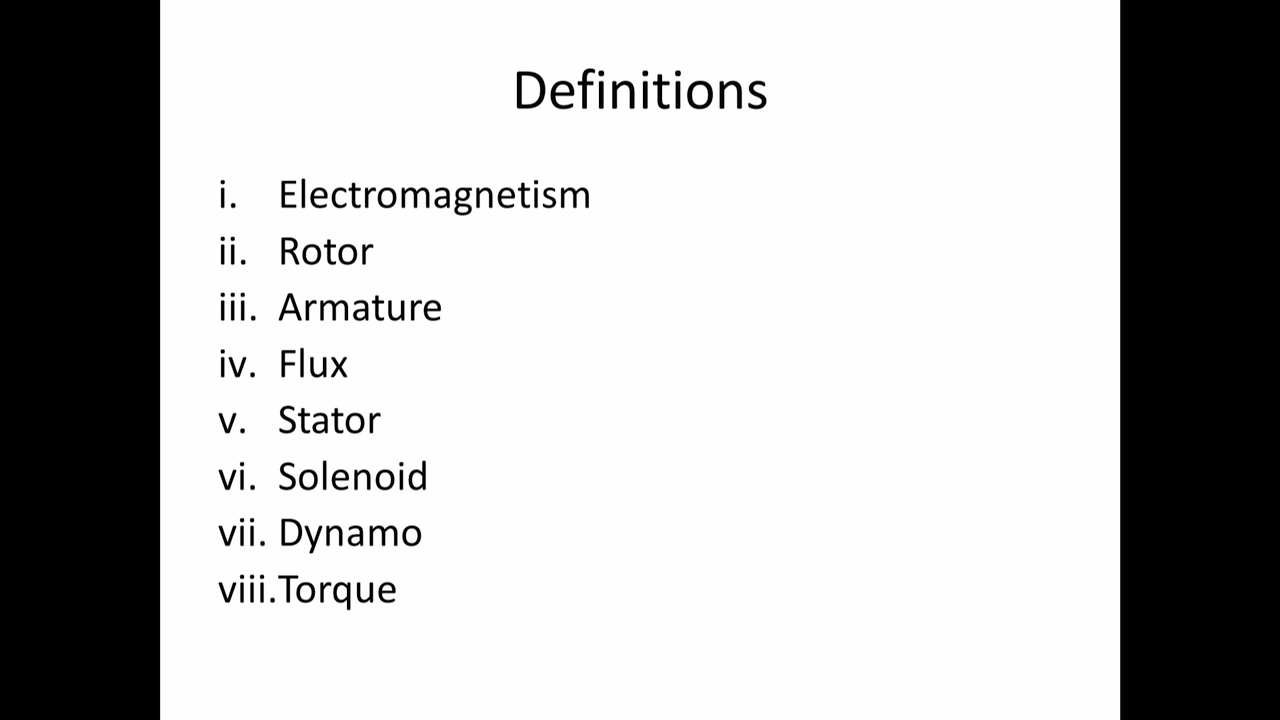 Definitions
i. Electromagnetism
ii. Rotor
iii. Armature
iv. Flux
v. Stator
vi. Solenoid
vii. Dynamo
viii.Torque